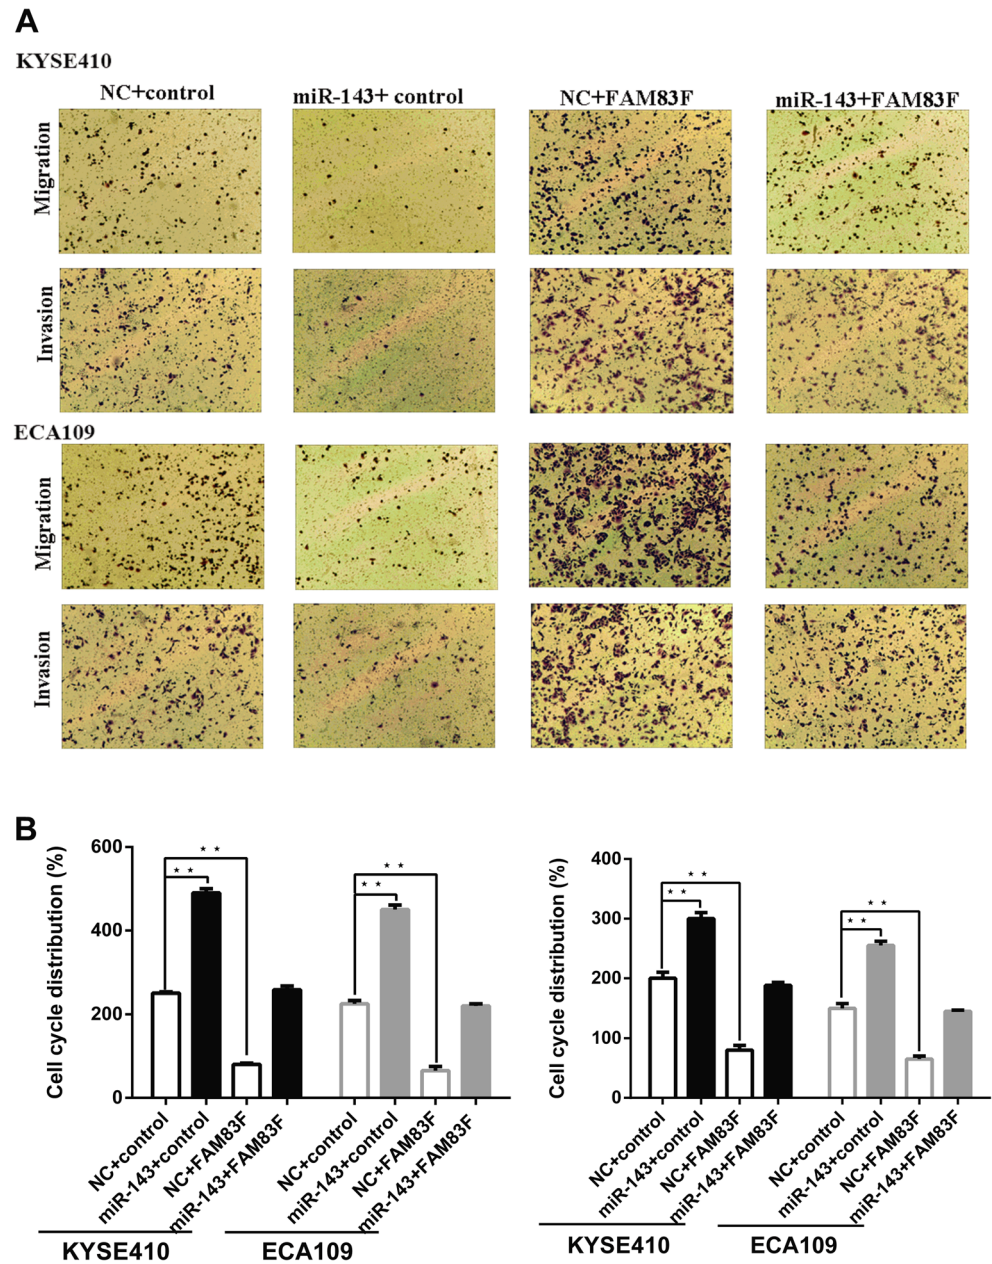 A
KYSE410
NC+control
miR-143+ control
NC+FAM83F
miR-143+FAM83F
Migration
Invasion
ECA109
Migration
Invasion
B
Cell cycle distribution (%)
600
400
200
0
** **
** **
NC+control
miR-143+control
NC+FAM83F
miR-143+FAM83F
NC+control
miR-143+control
NC+FAM83F
miR-143+FAM83F
KYSE410
ECA109
Cell cycle distribution (%)
400
300
200
100
0
** **
** **
NC+control
miR-143+control
NC+FAM83F
miR-143+FAM83F
NC+control
miR-143+control
NC+FAM83F
miR-143+FAM83F
KYSE410
ECA109